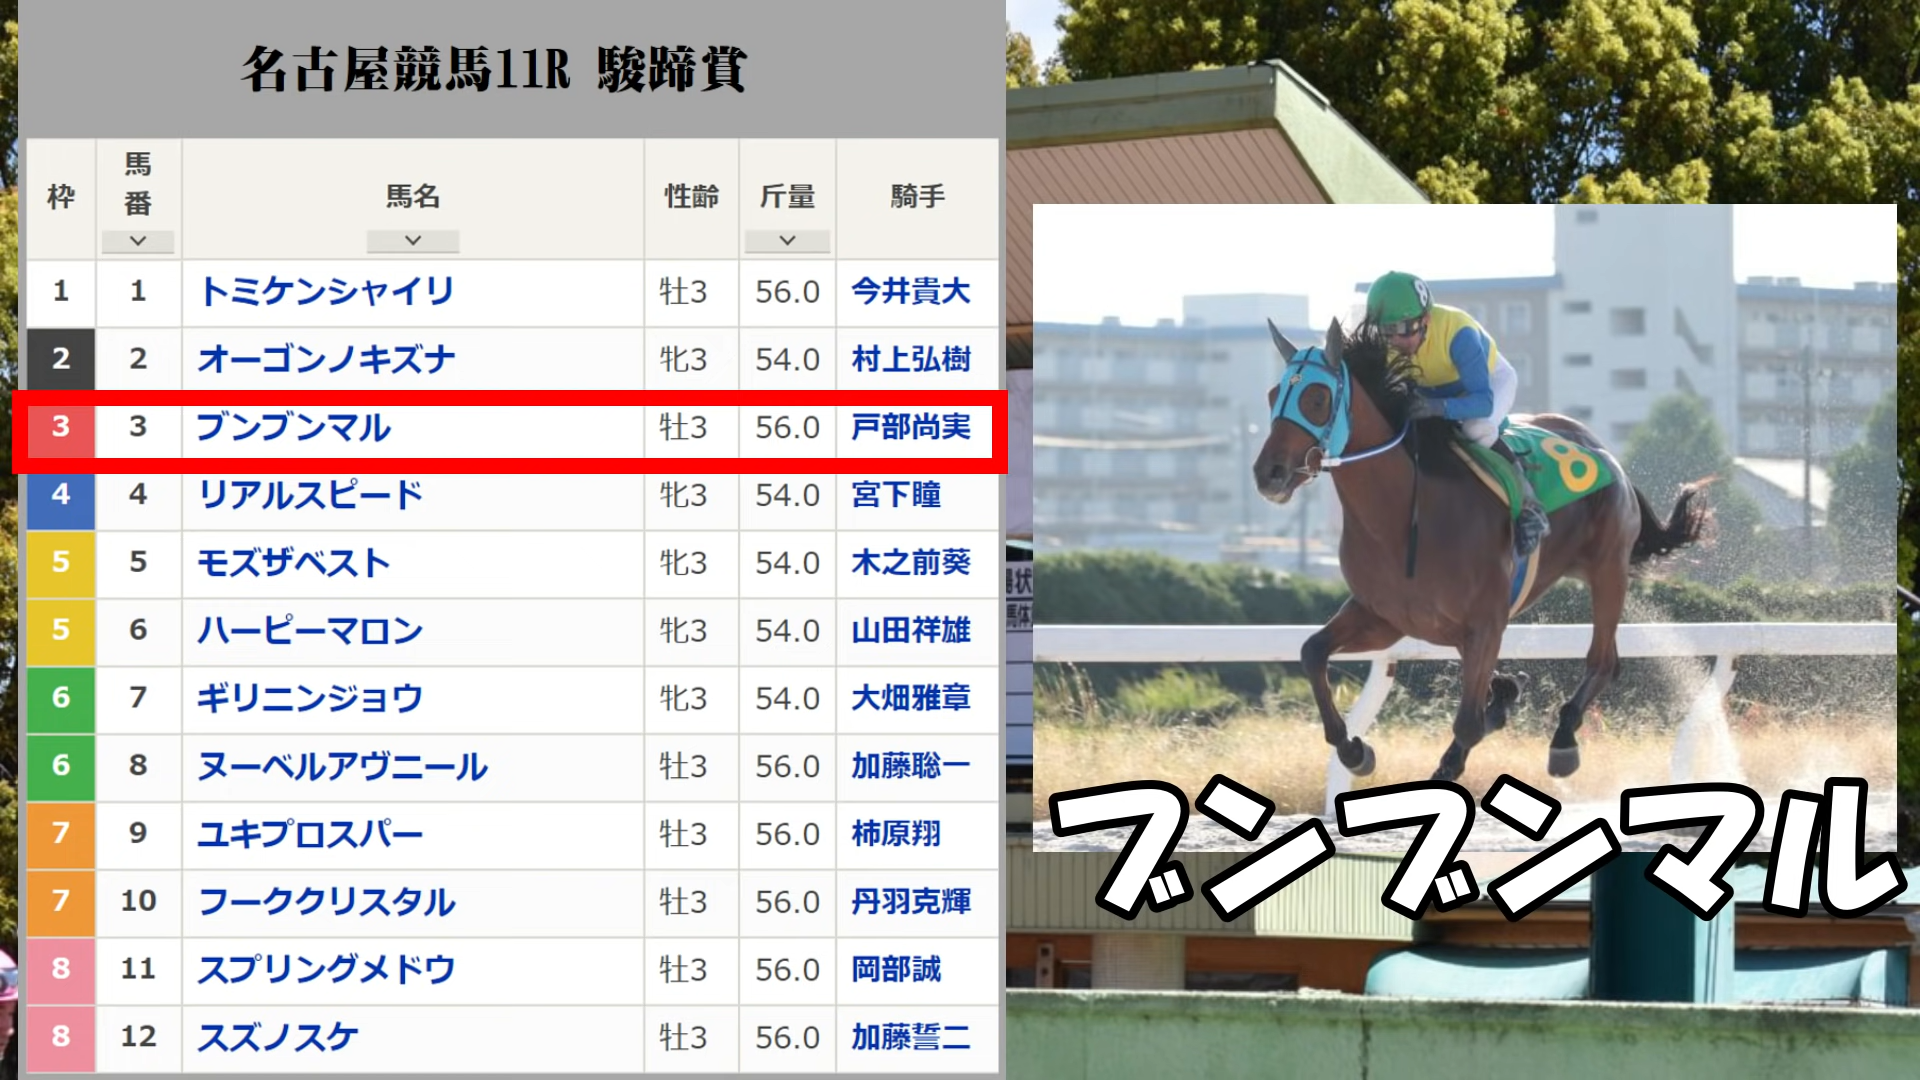 名古屋競馬11R 駿蹄賞
枠 馬番 馬名 性齢 斤量 騎手
1 1 トミケンシャイリ 牡3 56.0 今井貴大
2 2 オーゴンノキズナ 牝3 54.0 村上弘樹
3 3 ブンブンマル 牡3 56.0 戸部尚実
4 4 リアルスピード 牝3 54.0 宮下瞳
5 5 モズザベスト 牝3 54.0 木之前葵
5 6 ハーピーマロン 牝3 54.0 山田祥雄
6 7 ギリニンジョウ 牝3 54.0 大畑雅章
6 8 ヌーベルアヴニール 牡3 56.0 加藤聡一
7 9 ユキプロスパー 牡3 56.0 柿原翔
7 10 フーククリスタル 牡3 56.0 丹羽克輝
8 11 スプリングメドウ 牡3 56.0 岡部誠
8 12 スズノスケ 牡3 56.0 加藤誓二
8
8
ブンブンマル